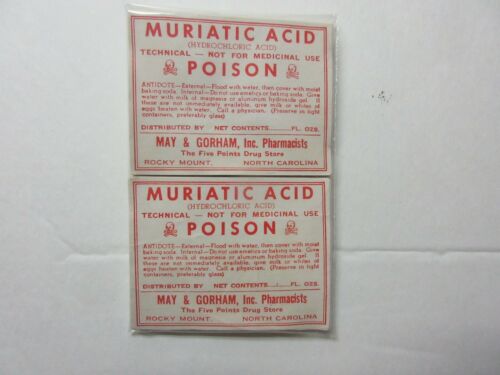 MURIATIC ACID
(HYDROCHLORIC ACID)
TECHNICAL — NOT FOR MEDICINAL USE
POISON
ANTIDOTE—External—Flood with water, then cover with moist
baking soda. Internal—Do not use emetics or baking soda. Give
water with milk of magnesia or aluminum hydroxide gel. If
these are not immediately available, give milk or whites of
eggs beaten with water. Call a physician. (Preserve in tight
containers, preferably glass)
DISTRIBUTED BY NET CONTENTS........FL. OZS.
MAY & GORHAM, Inc. Pharmacists
The Five Points Drug Store
ROCKY MOUNT, NORTH CAROLINA
MURIATIC ACID
(HYDROCHLORIC ACID)
TECHNICAL — NOT FOR MEDICINAL USE
POISON
ANTIDOTE—External—Flood with water, then cover with moist
baking soda. Internal—Do not use emetics or baking soda. Give
water with milk of magnesia or aluminum hydroxide gel. If
these are not immediately available, give milk or whites of
eggs beaten with water. Call a physician. (Preserve in tight
containers, preferably glass)
DISTRIBUTED BY NET CONTENTS........FL. OZS.
MAY & GORHAM, Inc. Pharmacists
The Five Points Drug Store
ROCKY MOUNT, NORTH CAROLINA